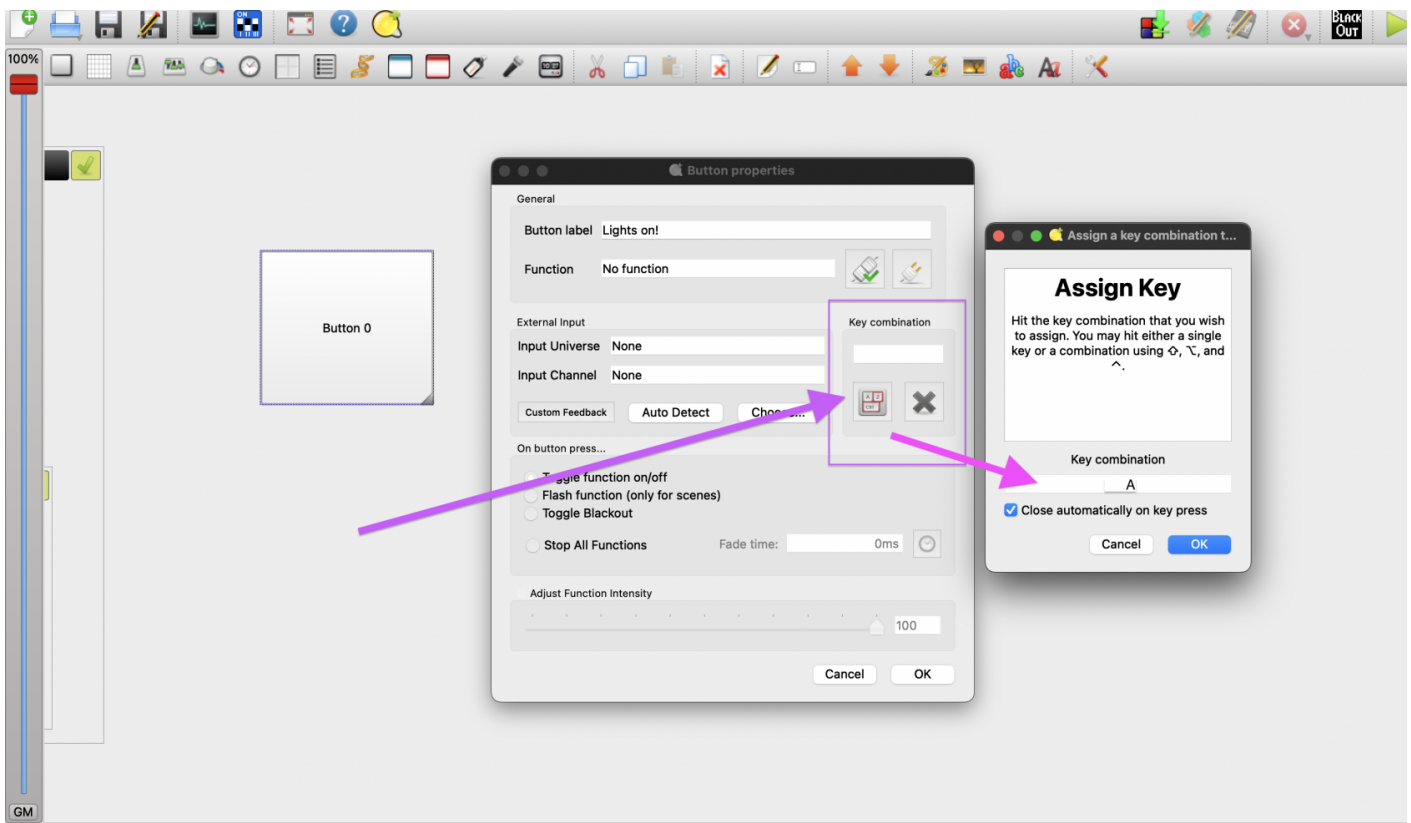 BLACK
OUT
100%
Button properties
General
Button label Lights on!
Function No function
Button 0
External Input
Key combination
Input Universe None
Input Channel None
Custom Feedback Auto Detect Choose...
On button press...
Toggle function on/off
Flash function (only for scenes)
Toggle Blackout
Stop All Functions Fade time: 0ms
Adjust Function Intensity
100
Cancel OK
Assign a key combination t...
Assign Key
Hit the key combination that you wish
to assign. You may hit either a single
key or a combination using ⇧, ⌥, and
^.
Key combination
A
Close automatically on key press
Cancel OK
GM